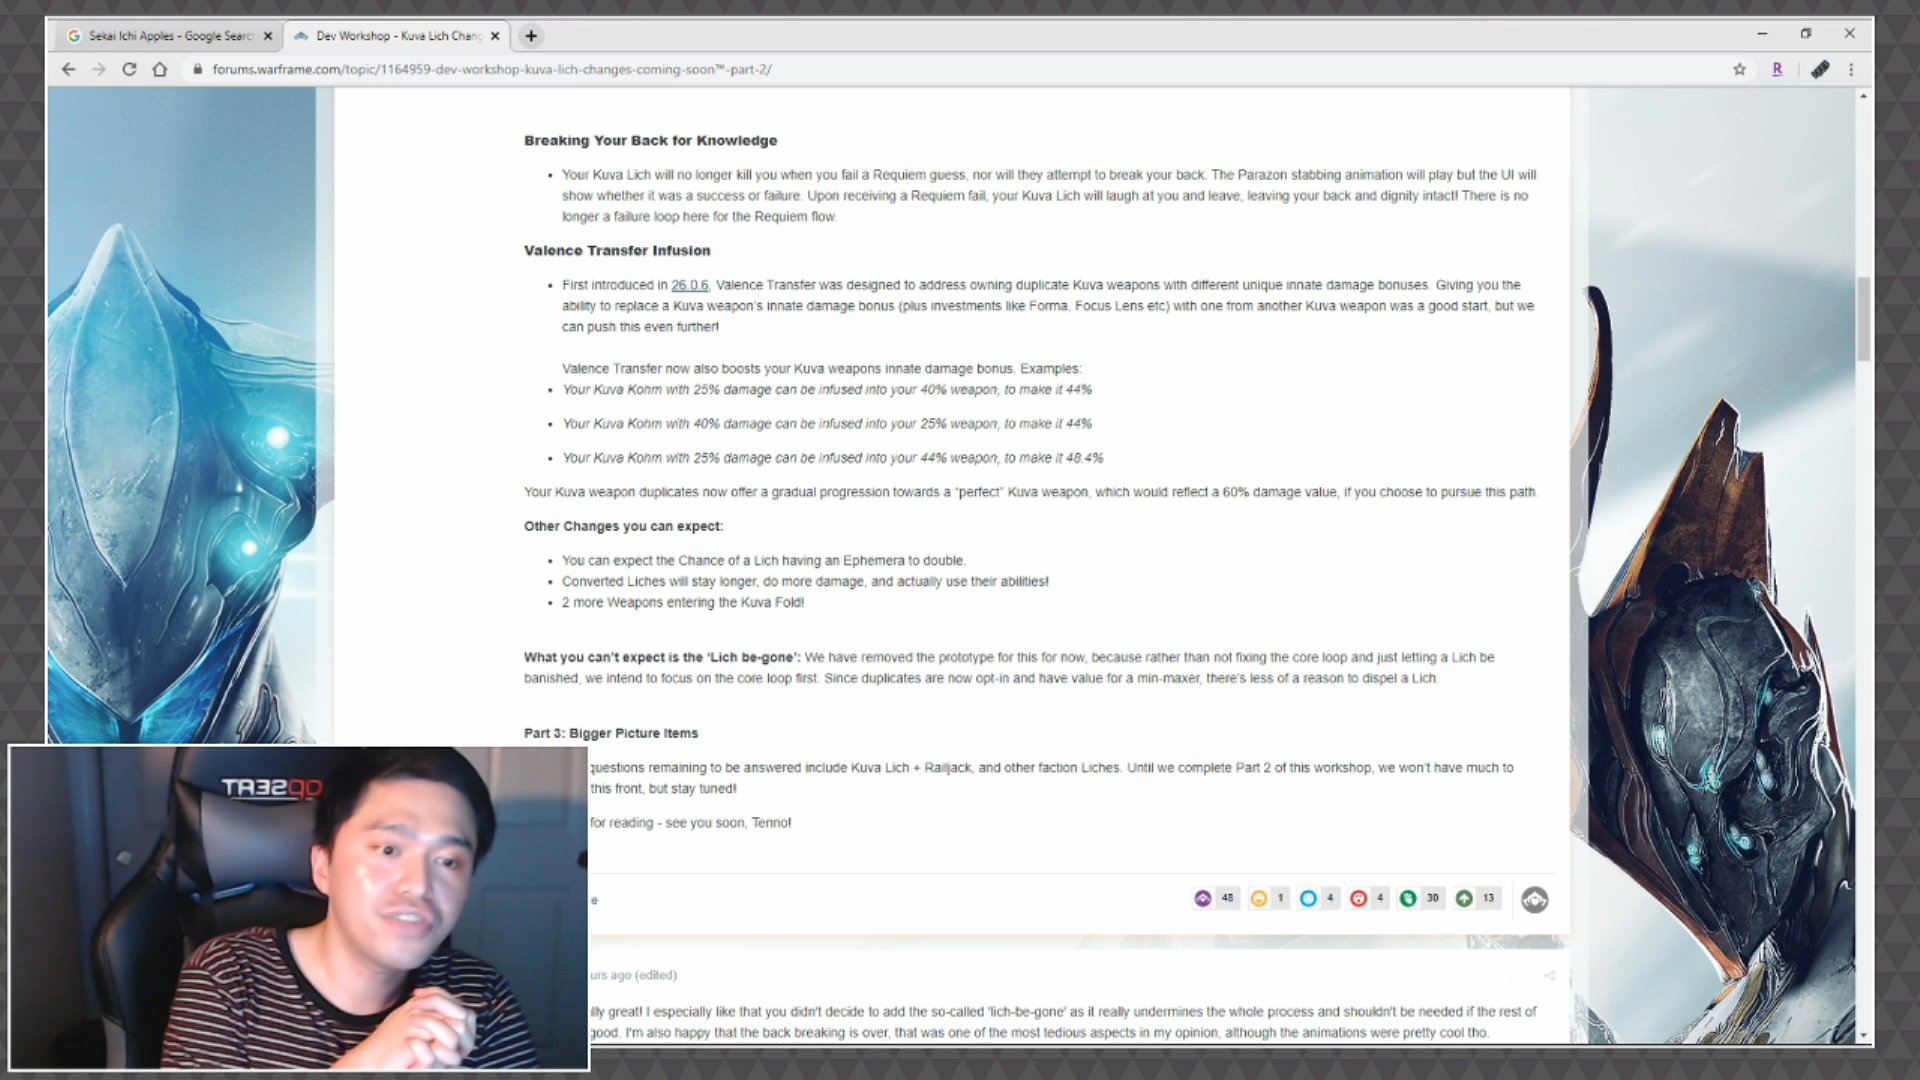 Sekai Ichi Apples - Google Searc
Dev Workshop - Kuva Lich Chang
forums.warframe.com/topic/1164959-dev-workshop-kuva-lich-changes-coming-soon™-part-2/
R
Breaking Your Back for Knowledge
• Your Kuva Lich will no longer kill you when you fail a Requiem guess, nor will they attempt to break your back. The Parazon stabbing animation will play but the UI will
show whether it was a success or failure. Upon receiving a Requiem fail, your Kuva Lich will laugh at you and leave, leaving your back and dignity intact! There is no
longer a failure loop here for the Requiem flow.
Valence Transfer Infusion
• First introduced in 26.0.6, Valence Transfer was designed to address owning duplicate Kuva weapons with different unique innate damage bonuses. Giving you the
ability to replace a Kuva weapon's innate damage bonus (plus investments like Forma, Focus Lens etc) with one from another Kuva weapon was a good start, but we
can push this even further!
Valence Transfer now also boosts your Kuva weapons innate damage bonus. Examples:
• Your Kuva Kohm with 25% damage can be infused into your 40% weapon, to make it 44%
• Your Kuva Kohm with 40% damage can be infused into your 25% weapon, to make it 44%
• Your Kuva Kohm with 25% damage can be infused into your 44% weapon, to make it 48.4%
Your Kuva weapon duplicates now offer a gradual progression towards a “perfect” Kuva weapon, which would reflect a 60% damage value, if you choose to pursue this path.
Other Changes you can expect:
• You can expect the Chance of a Lich having an Ephemera to double.
• Converted Liches will stay longer, do more damage, and actually use their abilities!
• 2 more Weapons entering the Kuva Fold!
What you can't expect is the ‘Lich be-gone’: We have removed the prototype for this for now, because rather than not fixing the core loop and just letting a Lich be
banished, we intend to focus on the core loop first. Since duplicates are now opt-in and have value for a min-maxer, there's less of a reason to dispel a Lich.
Part 3: Bigger Picture Items
questions remaining to be answered include Kuva Lich + Railjack, and other faction Liches. Until we complete Part 2 of this workshop, we won't have much to
this front, but stay tuned!
for reading - see you soon, Tenno!
e
48 1 4 4 30 13
urs ago (edited)
lly great! I especially like that you didn't decide to add the so-called 'lich-be-gone' as it really undermines the whole process and shouldn't be needed if the rest of
good. I'm also happy that the back breaking is over, that was one of the most tedious aspects in my opinion, although the animations were pretty cool tho.
OPSEAT